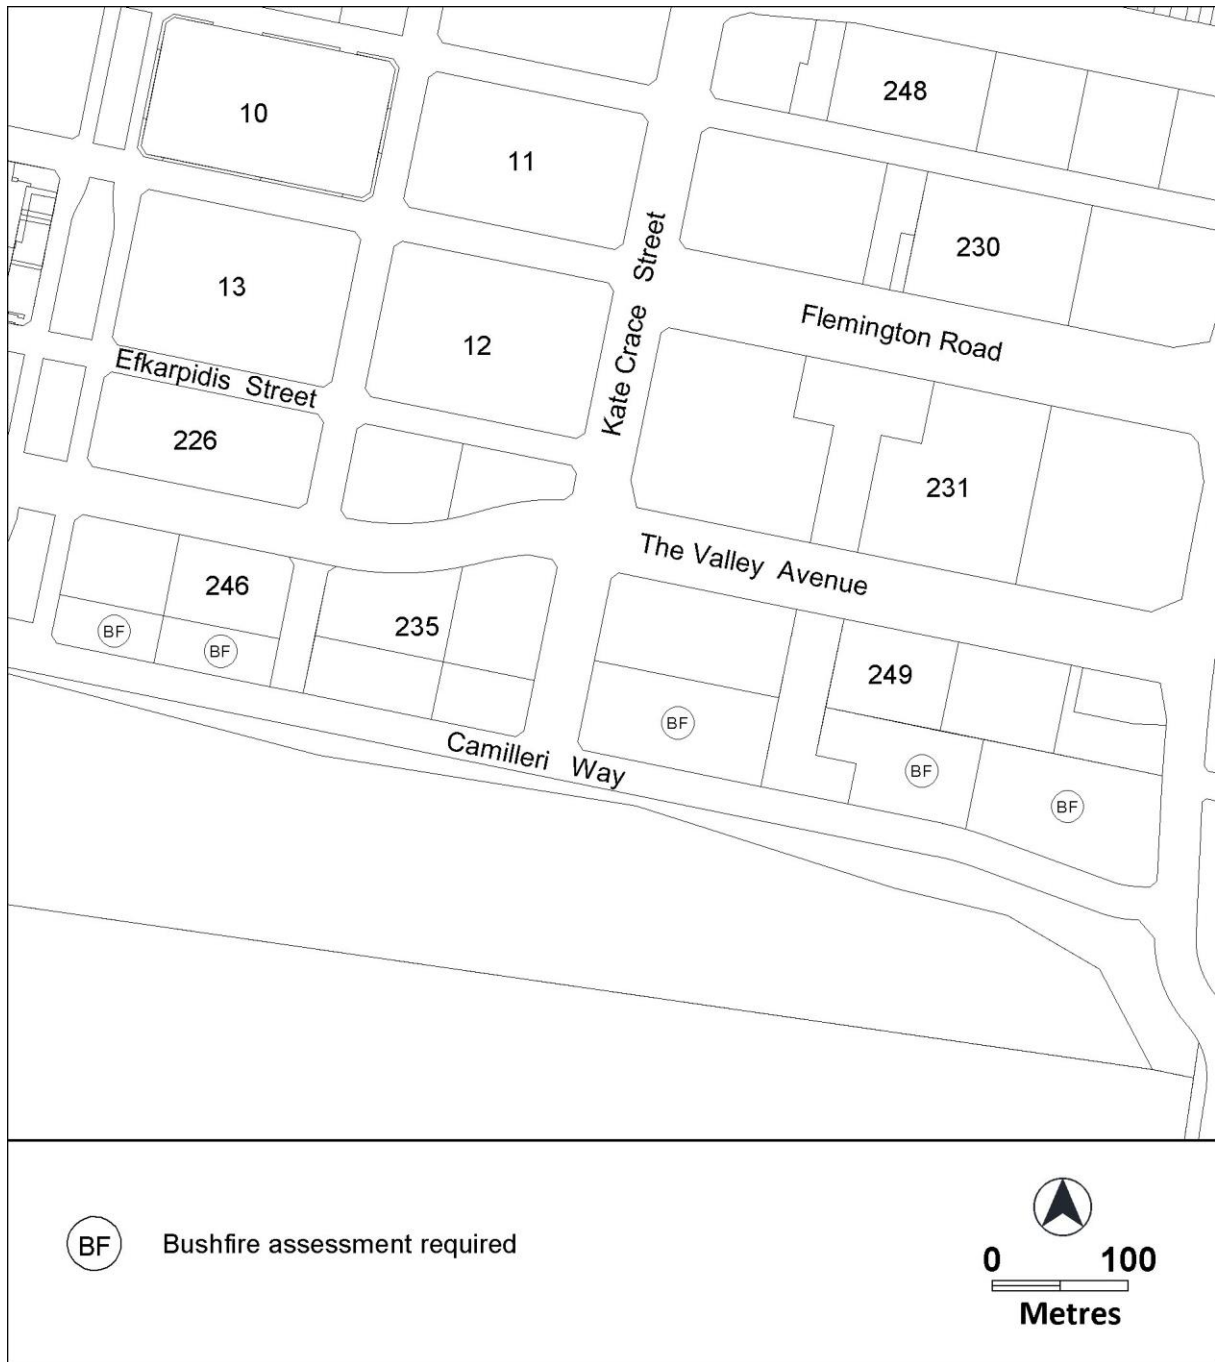 248
10
11
230
Kate Crace Street
13
Flemington Road
12
Efkarpidis Street
226
231
The Valley Avenue
246
235
BF
BF
249
BF
Camilleri Way
BF
BF
BF Bushfire assessment required
0 100
Metres